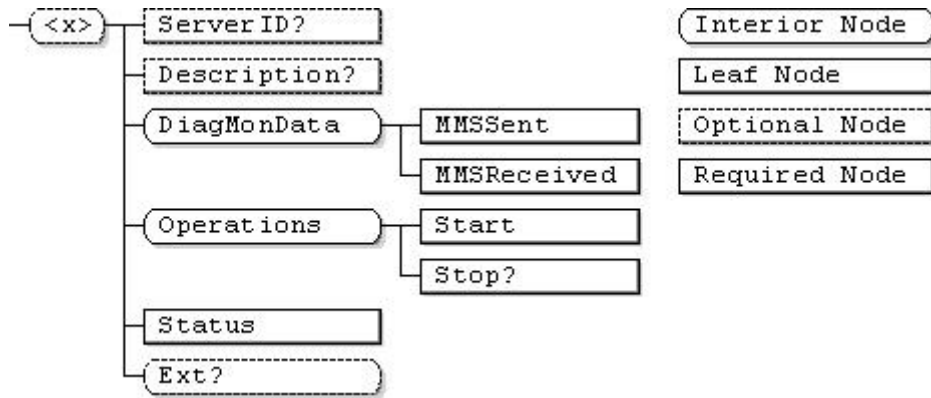 <x>
ServerID?
Description?
DiagMonData
MMSSent
MMSReceived
Operations
Start
Stop?
Status
Ext?
Interior Node
Leaf Node
Optional Node
Required Node